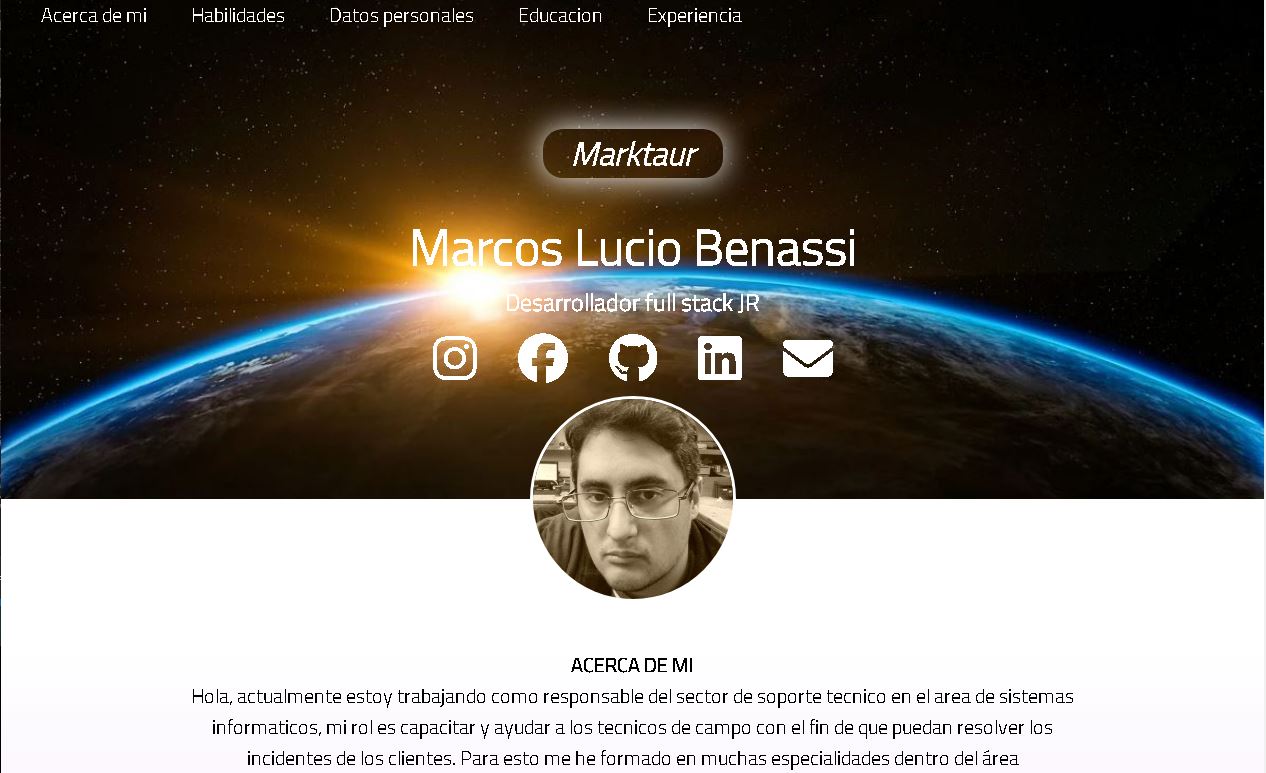 Acerca de mi Habilidades Datos personales Educacion Experiencia
Marktaur
Marcos Lucio Benassi
Desarrollador full stack JR
in
ACERCA DE MI
Hola, actualmente estoy trabajando como responsable del sector de soporte tecnico en el area de sistemas
informaticos, mi rol es capacitar y ayudar a los tecnicos de campo con el fin de que puedan resolver los
incidentes de los clientes. Para esto me he formado en muchas especialidades dentro del área